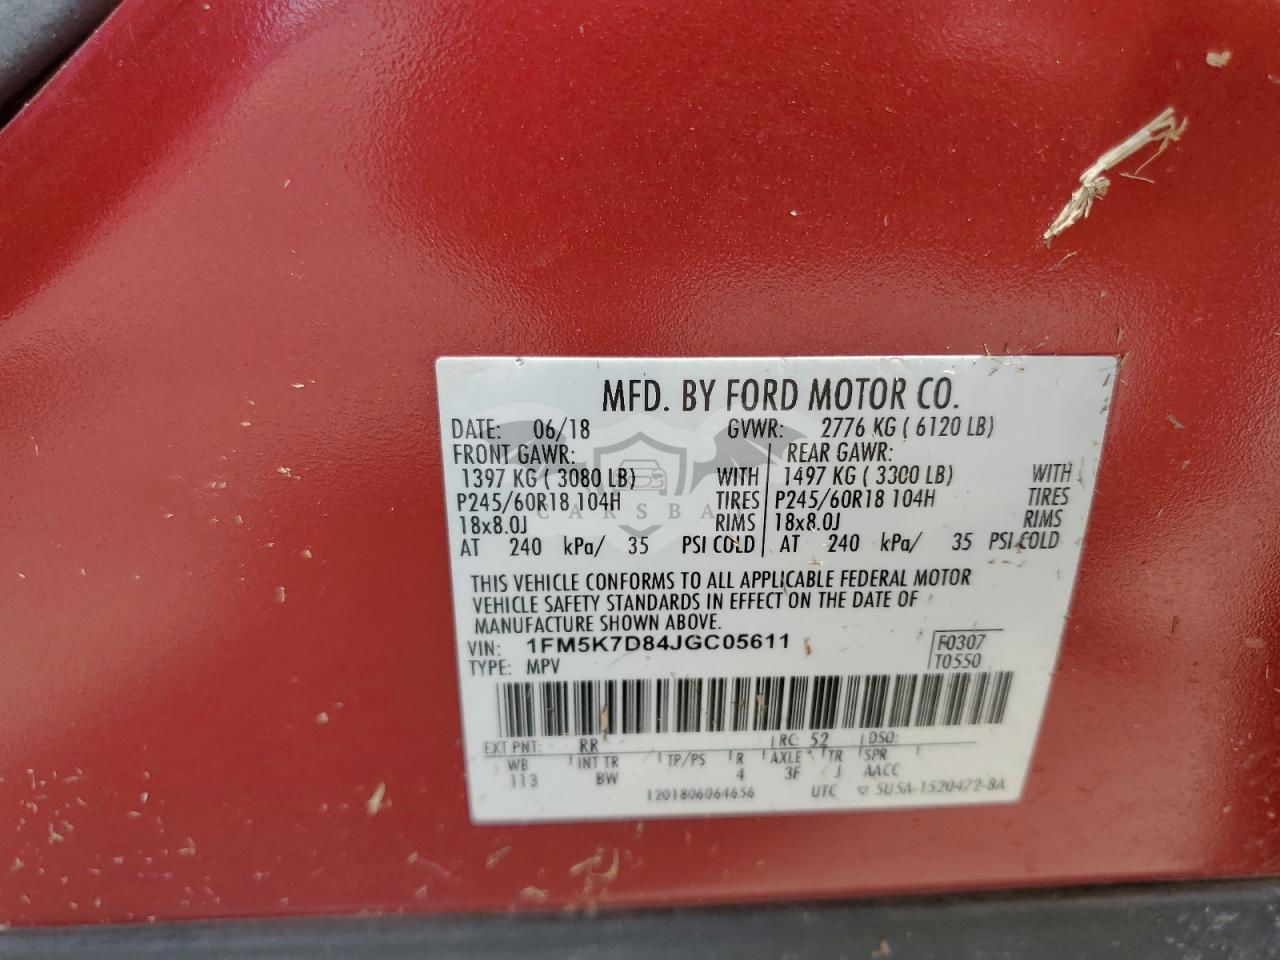 MFD. BY FORD MOTOR CO.
DATE: 06/18 GVWR: 2776 KG ( 6120 LB)
FRONT GAWR: REAR GAWR:
1397 KG ( 3080 LB) WITH 1497 KG (3300 LB) WITH
P245/60R18 104H TIRES P245/60R18 104H TIRES
CARSBA
18x8.0J RIMS 18x8.0J RIMS
AT 240 kPa/ 35 PSI COLD AT 240 kPa/ 35 PSI COLD
THIS VEHICLE CONFORMS TO ALL APPLICABLE FEDERAL MOTOR
VEHICLE SAFETY STANDARDS IN EFFECT ON THE DATE OF
MANUFACTURE SHOWN ABOVE.
VIN: 1FM5K7D84JGC05611 F0307
TYPE: MPV T0550
EXT PNT: RR RC: 52 DSO:
WB INT TR TP/PS R AXLE TR SPR
113 BW 4 3F J AACC
1201806064656 UTC ▽ 5U5A-1520472-BA